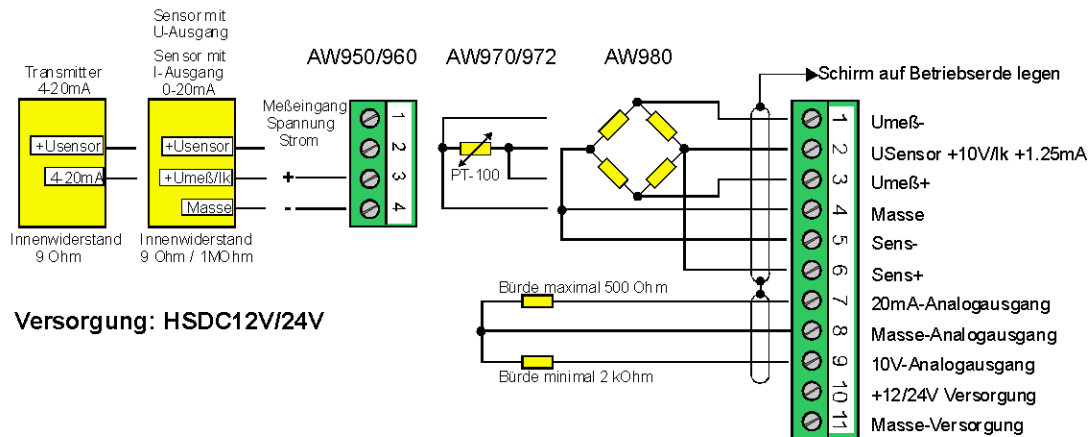 Sensor mit
U-Ausgang
Sensor mit
I-Ausgang
0-20mA
Transmitter
4-20mA
AW950/960
AW970/972
AW980
Schirm auf Betriebserde legen
Meßeingang
Spannung
Strom
+Usensor
4-20mA
+Usensor
+Umeß/Ik
Masse
+
-
1
2
3
4
PT-100
Innenwiderstand
9 Ohm
Innenwiderstand
9 Ohm / 1MOhm
Versorgung: HSDC12V/24V
Bürde maximal 500 Ohm
Bürde minimal 2 kOhm
1 Umeß-
2 USensor +10V/Ik +1.25mA
3 Umeß+
4 Masse
5 Sens-
6 Sens+
7 20mA-Analogausgang
8 Masse-Analogausgang
9 10V-Analogausgang
10 +12/24V Versorgung
11 Masse-Versorgung